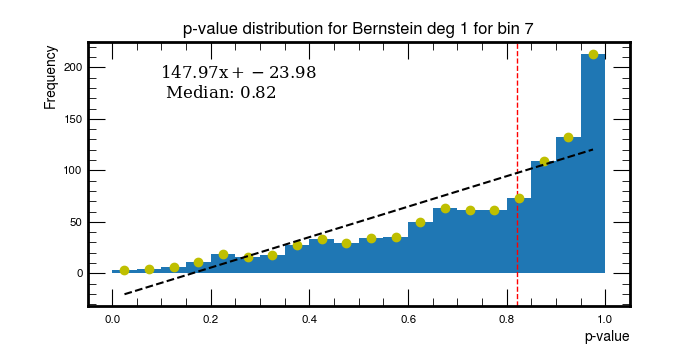 p-value distribution for Bernstein deg 1 for bin 7
Frequency
200
150
100
50
0
147.97x + −23.98
Median: 0.82
0.0 0.2 0.4 0.6 0.8 1.0
p-value